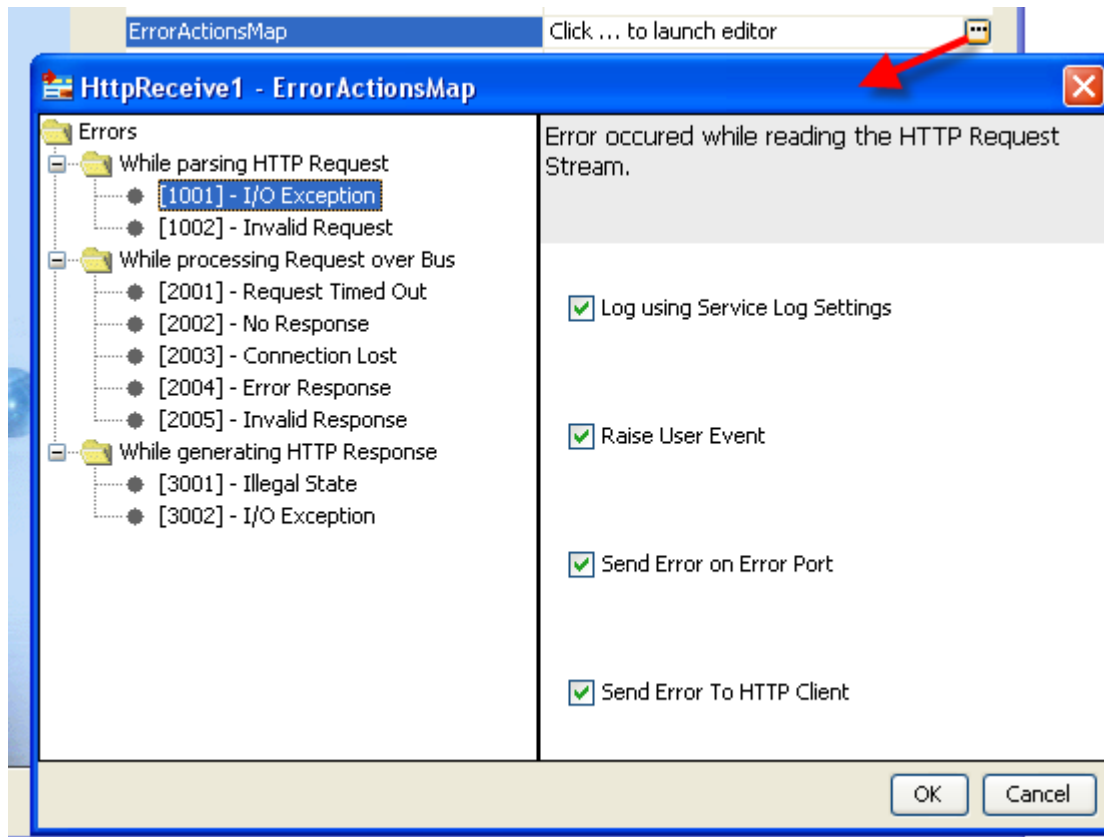 ErrorActionsMap
Click ... to launch editor
HttpReceive1 - ErrorActionsMap
Errors
While parsing HTTP Request
[1001] - I/O Exception
[1002] - Invalid Request
While processing Request over Bus
[2001] - Request Timed Out
[2002] - No Response
[2003] - Connection Lost
[2004] - Error Response
[2005] - Invalid Response
While generating HTTP Response
[3001] - Illegal State
[3002] - I/O Exception
Error occured while reading the HTTP Request
Stream.
Log using Service Log Settings
Raise User Event
Send Error on Error Port
Send Error To HTTP Client
OK
Cancel